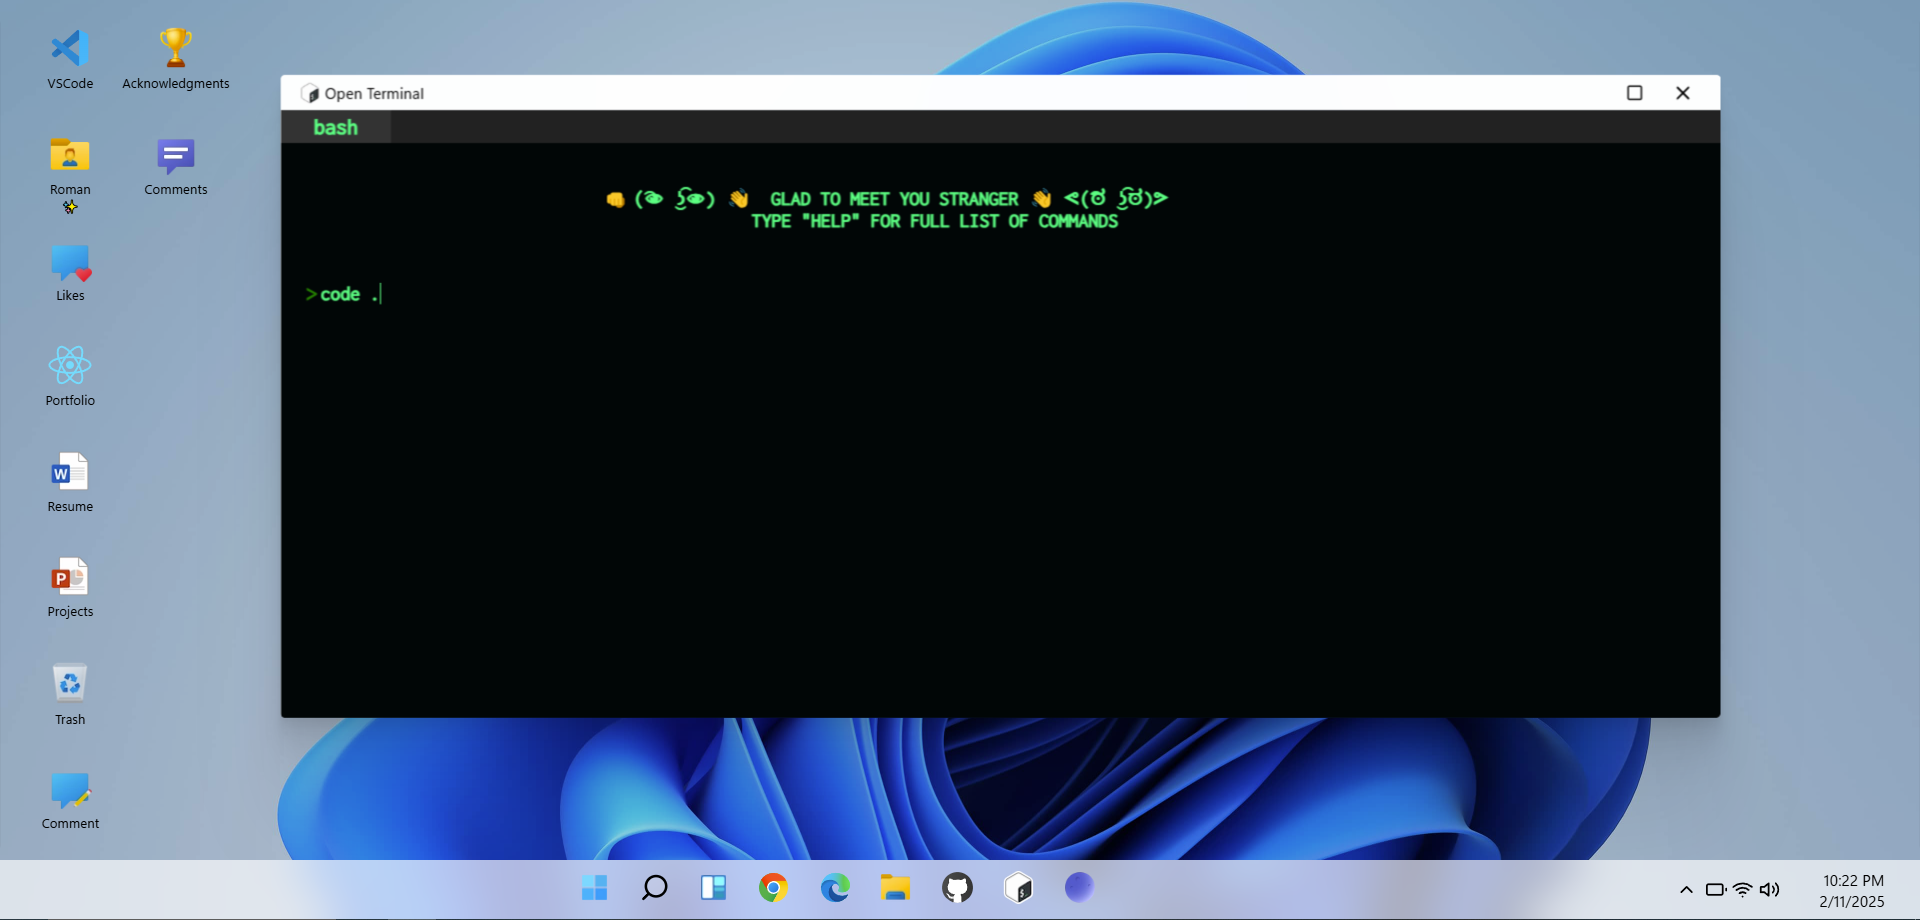 VSCode
Acknowledgments
Roman
Comments
Likes
Portfolio
Resume
Projects
Trash
Comment
Open Terminal
bash
GLAD TO MEET YOU STRANGER
TYPE "HELP" FOR FULL LIST OF COMMANDS
>code .
10:22 PM
2/11/2025